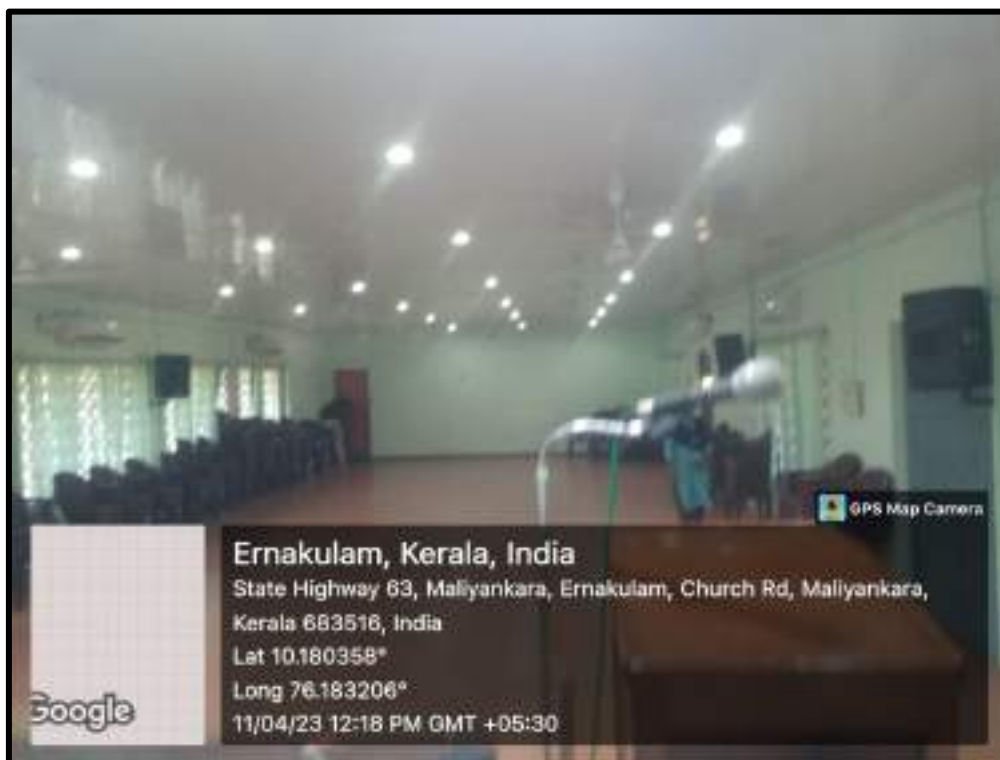 GPS Map Camera
Ernakulam, Kerala, India
State Highway 63, Maliyankara, Ernakulam, Church Rd, Maliyankara,
Kerala 683516, India
Lat 10.180358°
Long 76.183206°
11/04/23 12:18 PM GMT +05:30
Google